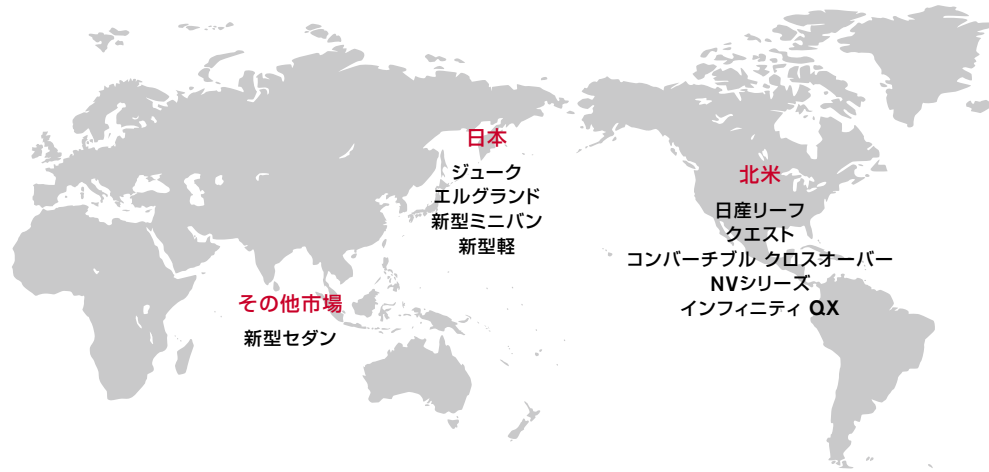 日本
ジューク
エルグランド
新型ミニバン
新型軽
北米
日産リーフ
クエスト
コンバーチブル クロスオーバー
NVシリーズ
インフィニティ QX
その他市場
新型セダン